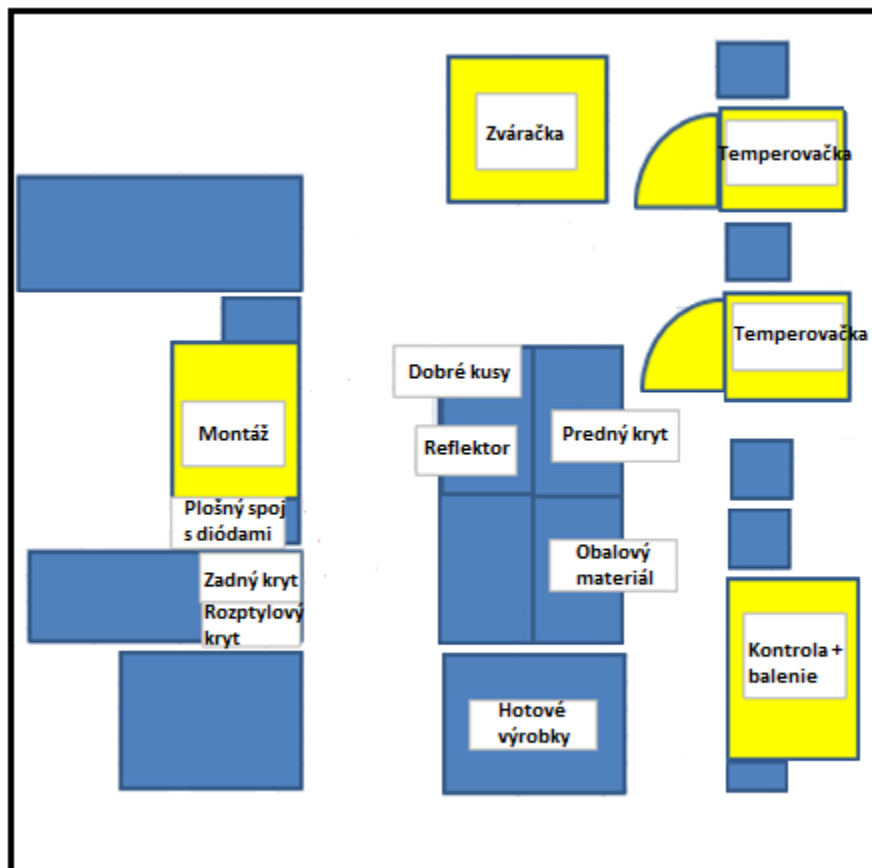 Zváračka
Temperovačka
Temperovačka
Dobré kusy
Montáž
Reflektor
Predný kryt
Plošný spoj
s diódami
Zadný kryt
Rozptylový
kryt
Obalový
materiál
Kontrola +
balenie
Hotové
výrobky